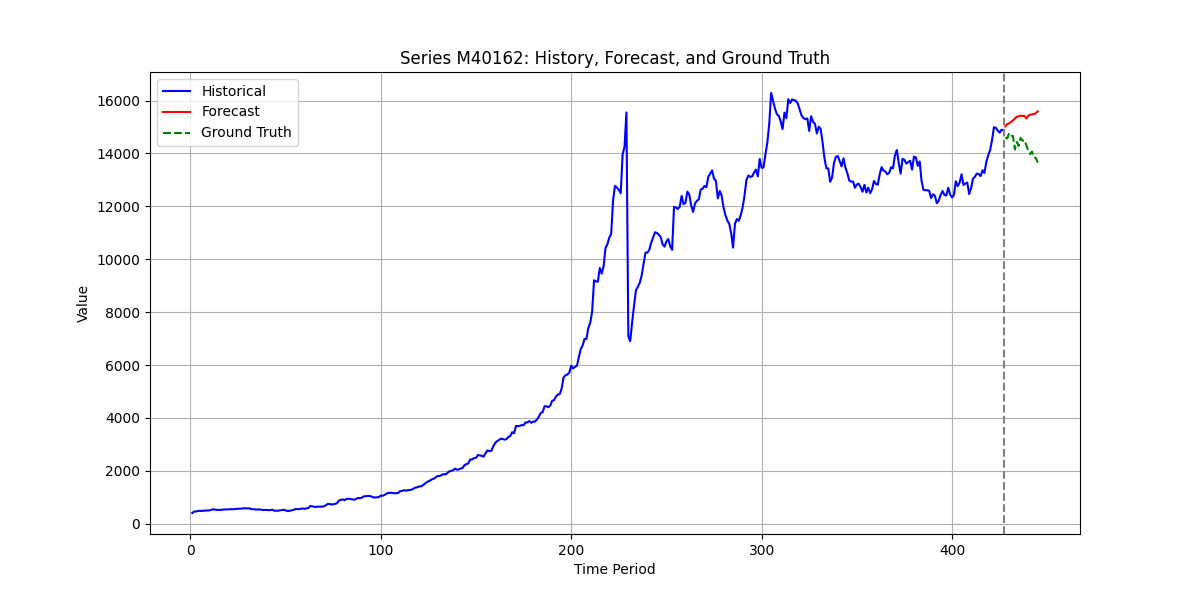 Series M40162: History, Forecast, and Ground Truth
Historical
Forecast
Ground Truth
16000
14000
12000
10000
8000
6000
4000
2000
0
Value
0 100 200 300 400
Time Period